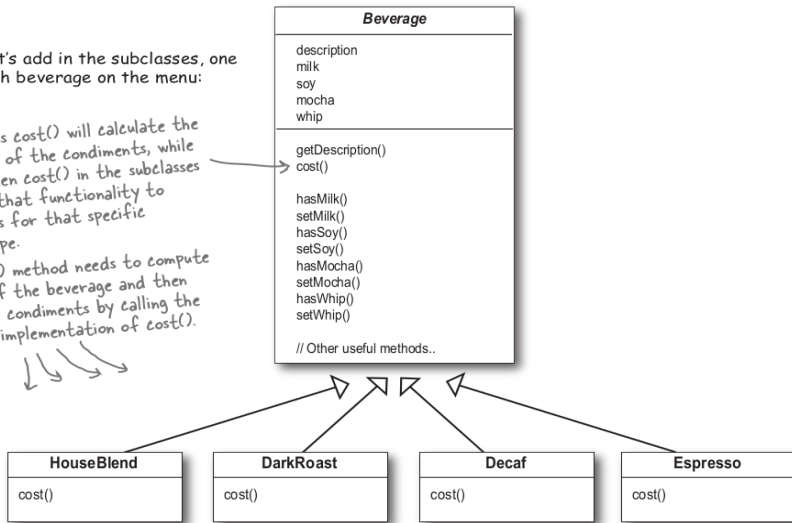 t's add in the subclasses, one
h beverage on the menu:
s cost() will calculate the
of the condiments, while
en cost() in the subclasses
that functionality to
s for that specific
pe.
) method needs to compute
f the beverage and then
condiments by calling the
implementation of cost().
Beverage
description
milk
soy
mocha
whip
getDescription()
cost()
hasMilk()
setMilk()
hasSoy()
setSoy()
hasMocha()
setMocha()
hasWhip()
setWhip()
// Other useful methods..
HouseBlend
cost()
DarkRoast
cost()
Decaf
cost()
Espresso
cost()